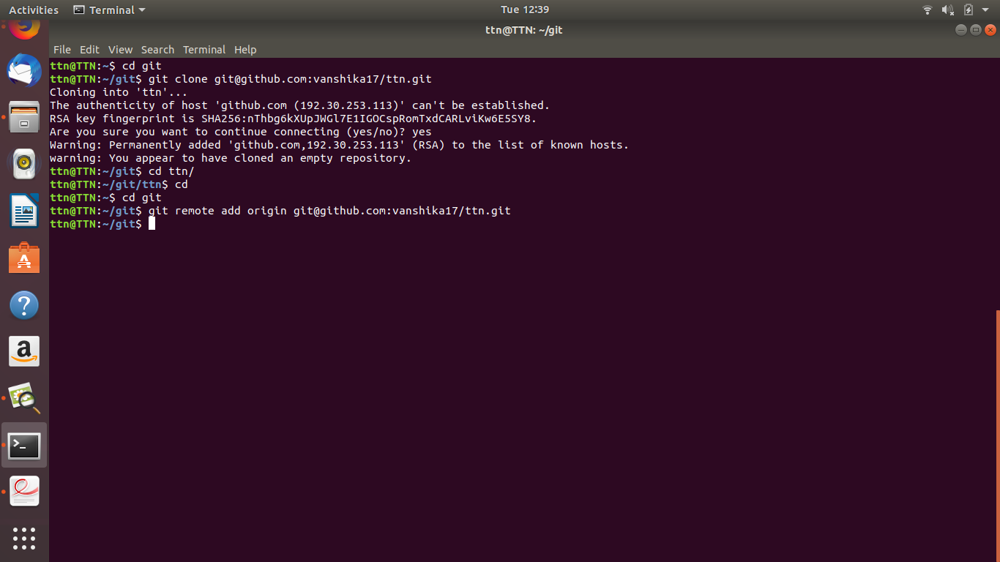 Activities Terminal Tue 12:39
ttn@TTN: ~/git
File Edit View Search Terminal Help
ttn@TTN:~$ cd git
ttn@TTN:~/git$ git clone git@github.com:vanshika17/ttn.git
Cloning into 'ttn'...
The authenticity of host 'github.com (192.30.253.113)' can't be established.
RSA key fingerprint is SHA256:nThbg6kXUpJWGl7E1IGOCspRomTxdCARLviKw6E5SY8.
Are you sure you want to continue connecting (yes/no)? yes
Warning: Permanently added 'github.com,192.30.253.113' (RSA) to the list of known hosts.
warning: You appear to have cloned an empty repository.
ttn@TTN:~/git$ cd ttn/
ttn@TTN:~/git/ttn$ cd
ttn@TTN:~$ cd git
ttn@TTN:~/git$ git remote add origin git@github.com:vanshika17/ttn.git
ttn@TTN:~/git$